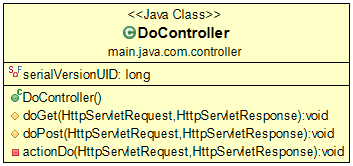 <<Java Class>>
DoController
main.java.com.controller
serialVersionUID: long
DoController()
doGet(HttpServletRequest,HttpServletResponse):void
doPost(HttpServletRequest,HttpServletResponse):void
actionDo(HttpServletRequest,HttpServletResponse):void